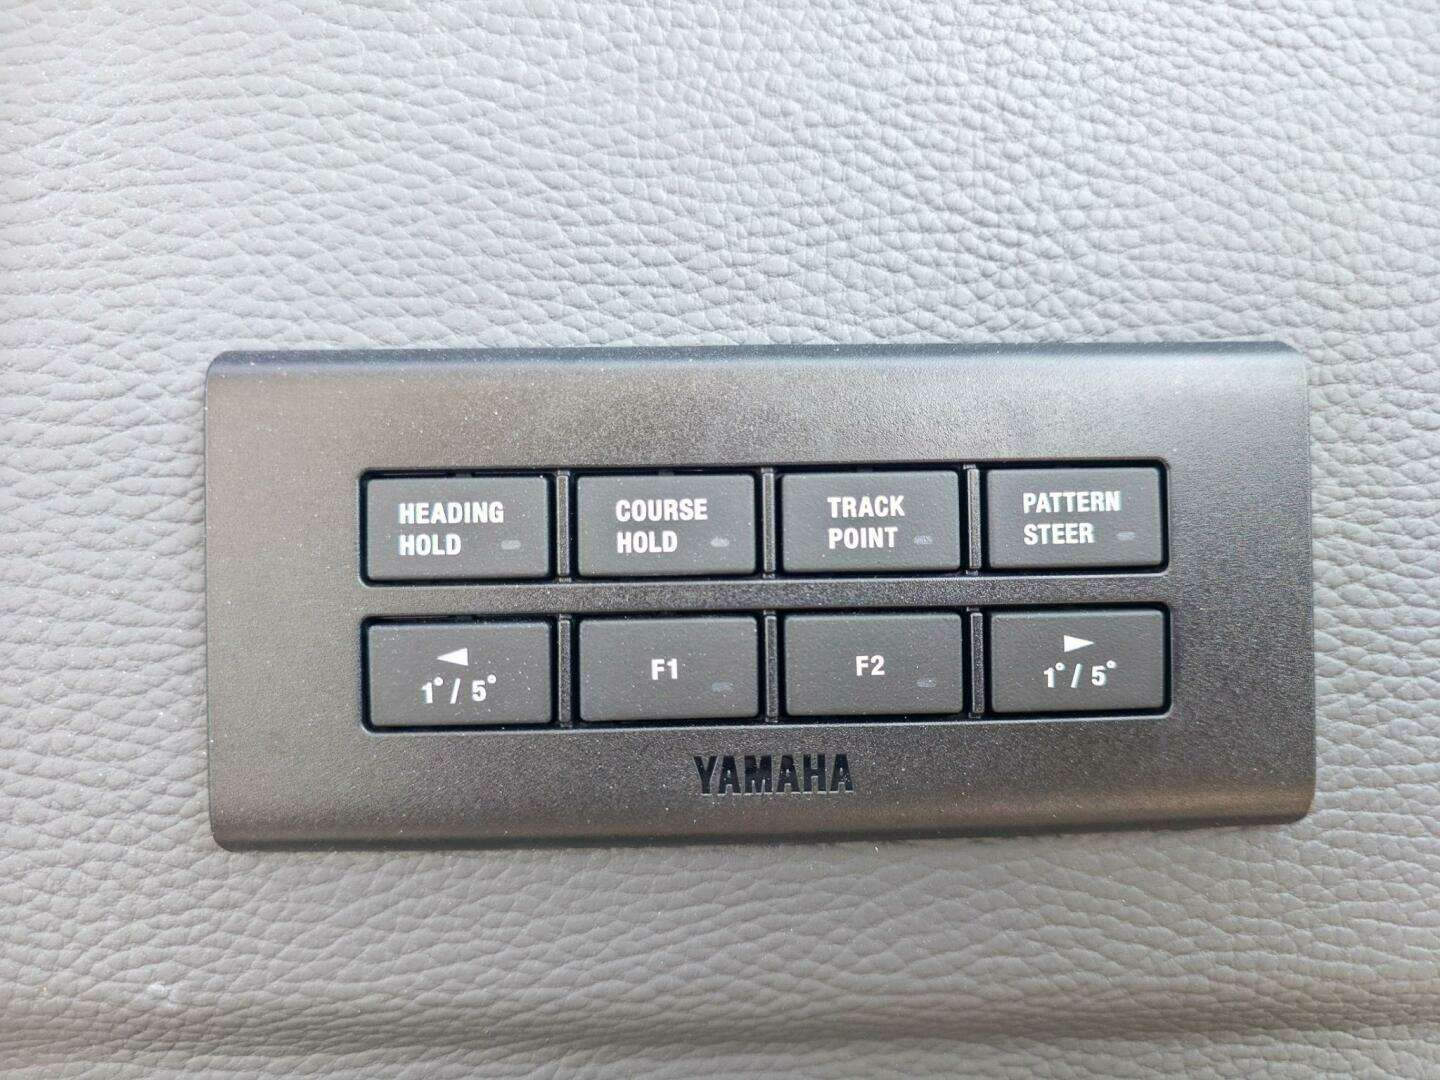 HEADING
HOLD
COURSE
HOLD
TRACK
POINT
PATTERN
STEER
◀
1°/5°
F1
F2
▶
1°/5°
YAMAHA